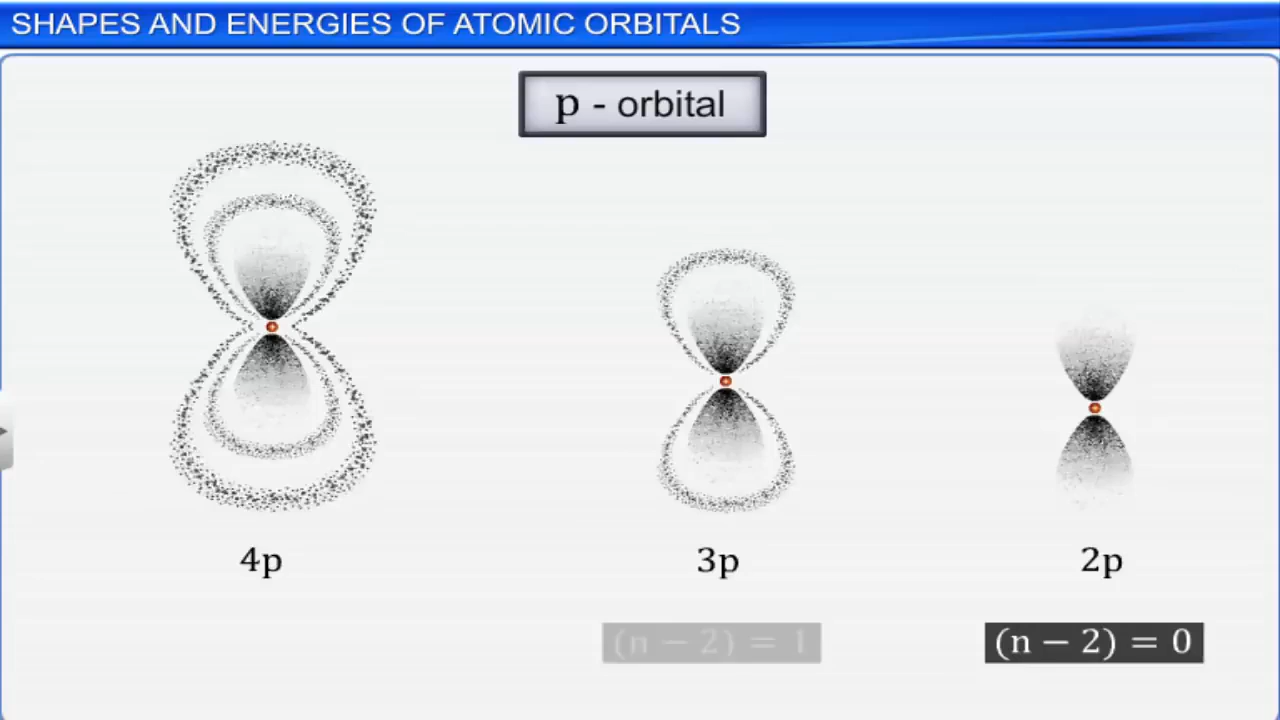 SHAPES AND ENERGIES OF ATOMIC ORBITALS
p - orbital
4p
3p
2p
(n − 2) = 1
(n − 2) = 0